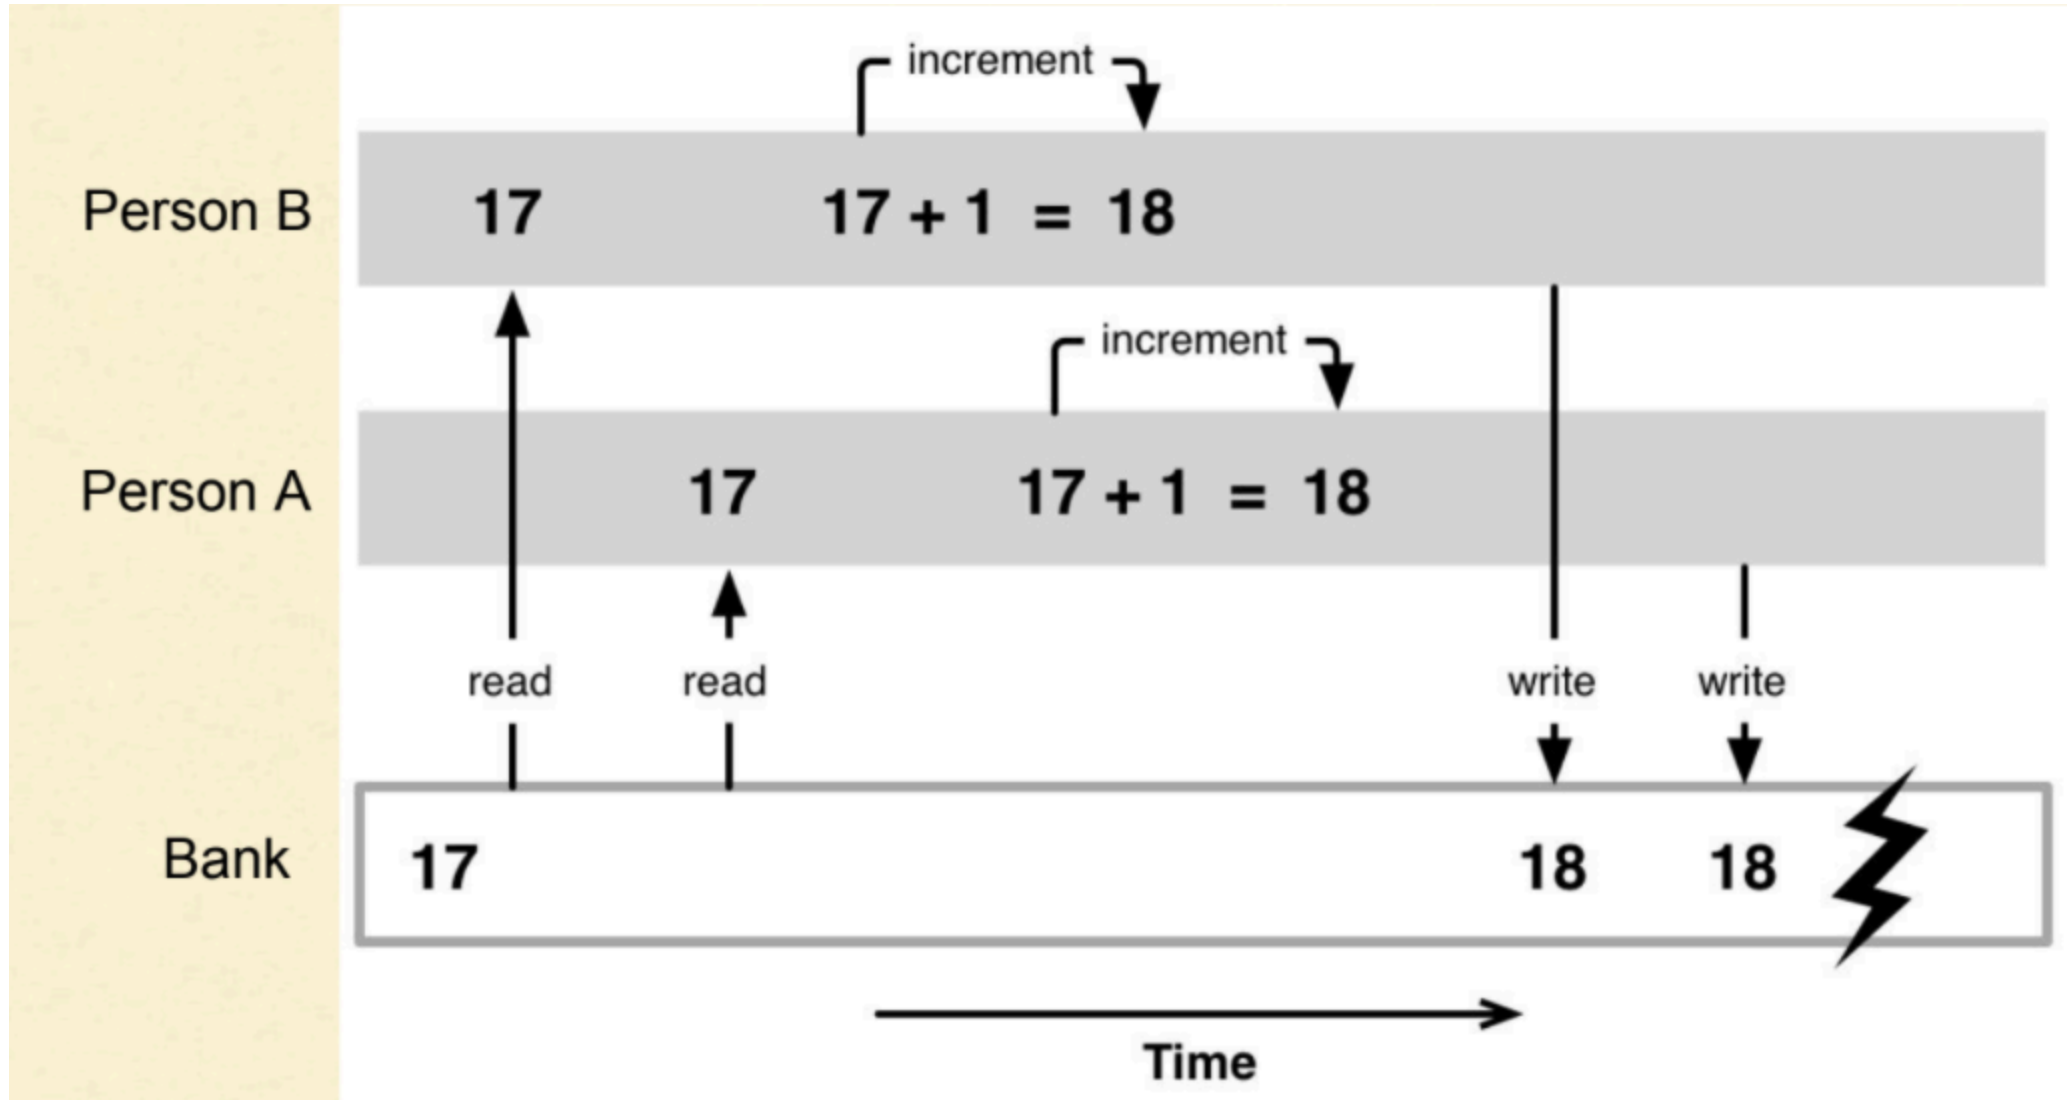 increment
Person B 17 17 + 1 = 18
increment
Person A 17 17 + 1 = 18
read read write write
Bank 17 18 18
Time